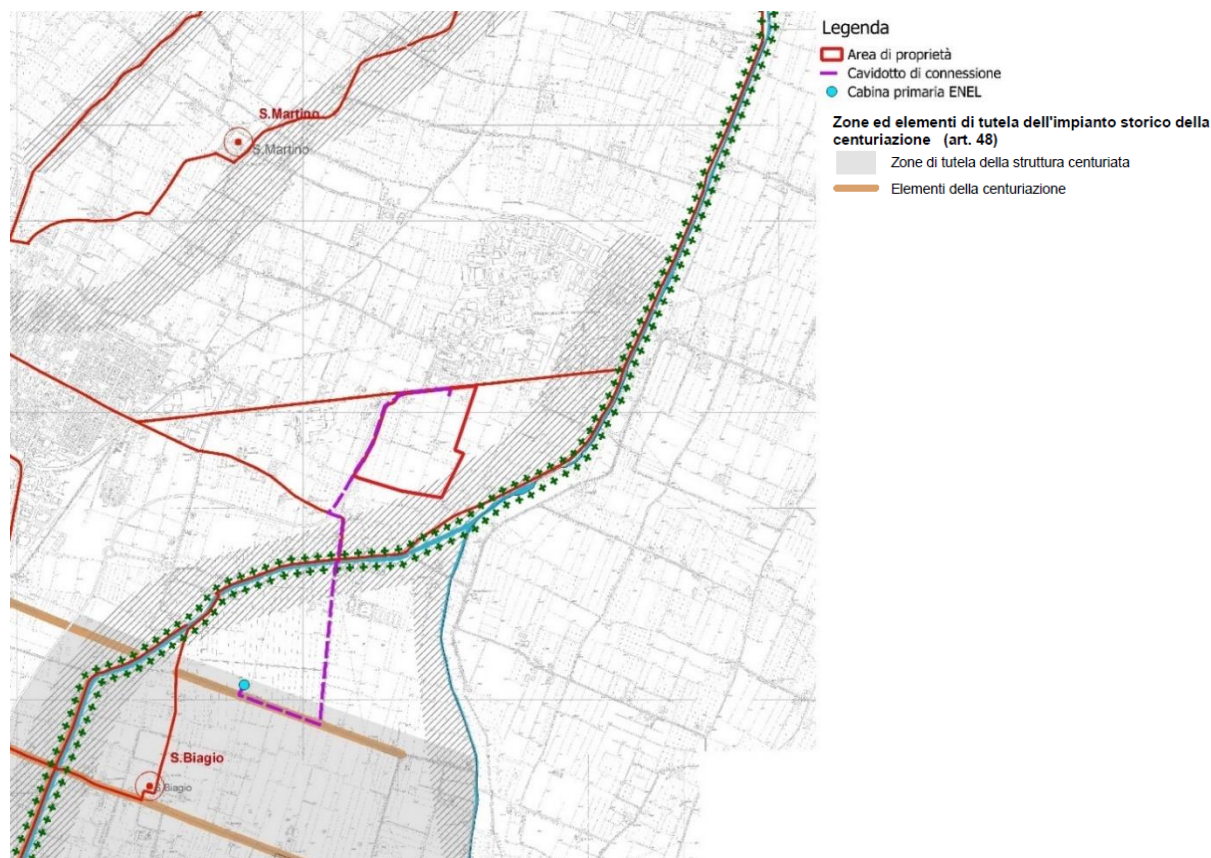 Legenda
Area di proprietà
Cavidotto di connessione
Cabina primaria ENEL
Zone ed elementi di tutela dell'impianto storico della
centuriazione (art. 48)
Zone di tutela della struttura centuriata
Elementi della centuriazione
S.Martino
S.Martino
S.Biagio
S.Biagio